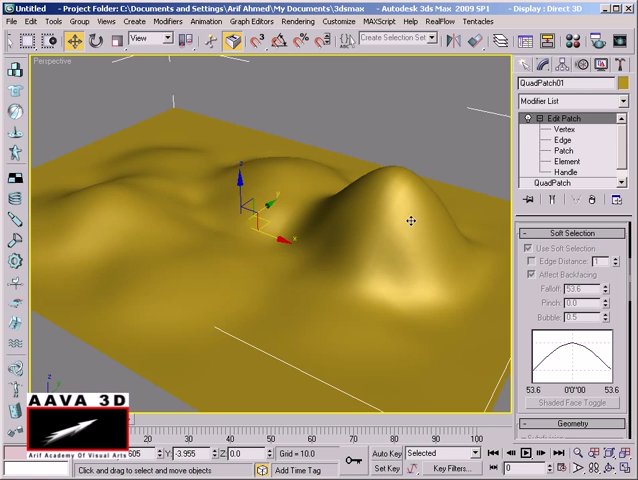 Untitled - Project Folder: C:\Documents and Settings\Arif Ahmed\My Documents\3dsmax - Autodesk 3ds Max 2009 SP1 - Display : Direct 3D
File Edit Tools Group Views Create Modifiers Animation Graph Editors Rendering Customize MAXScript Help RealFlow Tentacles
View
Create Selection Set
Perspective
QuadPatch01
Modifier List
Edit Patch
Vertex
Edge
Patch
Element
Handle
QuadPatch
Soft Selection
Use Soft Selection
Edge Distance: 1
Affect Backfacing
Falloff: 53.6
Pinch: 0.0
Bubble: 0.5
53.6 0"0"00 53.6
Shaded Face Toggle
Geometry
z
y
x
z
AAVA 3D
Arif Academy Of Visual Arts
20 30 40 50 60 70 80 90 100
605 Y: -3.955 Z: 0.0 Grid = 10.0
Auto Key Selected
Click and drag to select and move objects
Add Time Tag
Set Key
Key Filters...
0